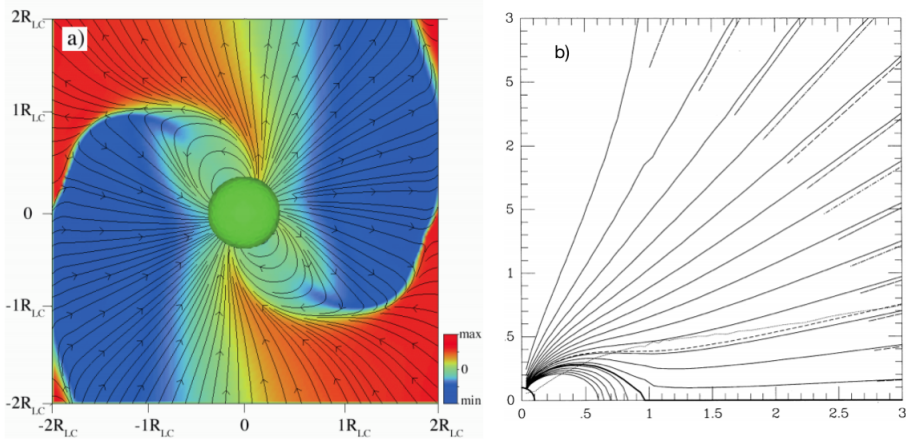 a)
2R_LC
1R_LC
0
-1R_LC
-2R_LC
-2R_LC -1R_LC 0 1R_LC 2R_LC
max
0
min
b)
3
5
2
5
1
.5
0
0 .5 1 1.5 2 2.5 3